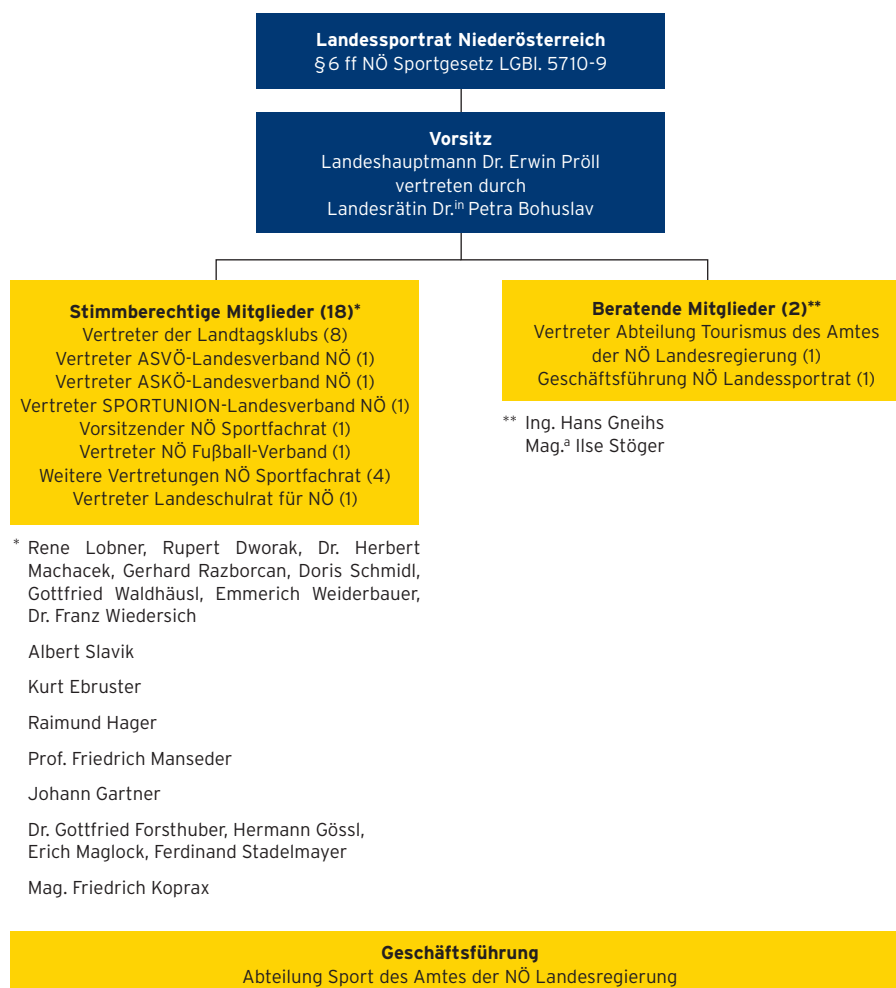 Landessportrat Niederösterreich
§ 6 ff NÖ Sportgesetz LGBl. 5710-9
Vorsitz
Landeshauptmann Dr. Erwin Pröll
vertreten durch
Landesrätin Dr.in Petra Bohuslav
Stimmberechtige Mitglieder (18)*
Vertreter der Landtagsklubs (8)
Vertreter ASVÖ-Landesverband NÖ (1)
Vertreter ASKÖ-Landesverband NÖ (1)
Vertreter SPORTUNION-Landesverband NÖ (1)
Vorsitzender NÖ Sportfachrat (1)
Vertreter NÖ Fußball-Verband (1)
Weitere Vertretungen NÖ Sportfachrat (4)
Vertreter Landeschulrat für NÖ (1)
* Rene Lobner, Rupert Dworak, Dr. Herbert
Machacek, Gerhard Razborcan, Doris Schmidl,
Gottfried Waldhäusl, Emmerich Weiderbauer,
Dr. Franz Wiedersich
Albert Slavik
Kurt Ebruster
Raimund Hager
Prof. Friedrich Manseder
Johann Gartner
Dr. Gottfried Forsthuber, Hermann Gössl,
Erich Maglock, Ferdinand Stadelmayer
Mag. Friedrich Koprax
Beratende Mitglieder (2)**
Vertreter Abteilung Tourismus des Amtes
der NÖ Landesregierung (1)
Geschäftsführung NÖ Landessportrat (1)
** Ing. Hans Gneihs
Mag.a Ilse Stöger
Geschäftsführung
Abteilung Sport des Amtes der NÖ Landesregierung